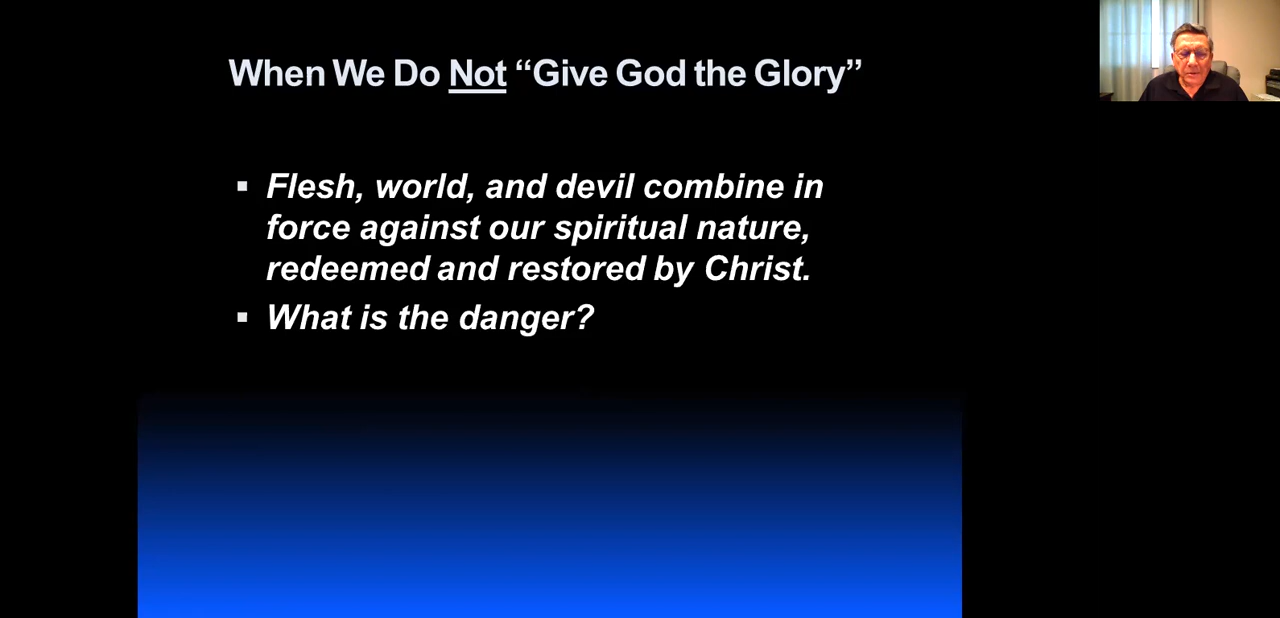 When We Do Not “Give God the Glory”
▪ Flesh, world, and devil combine in
force against our spiritual nature,
redeemed and restored by Christ.
▪ What is the danger?